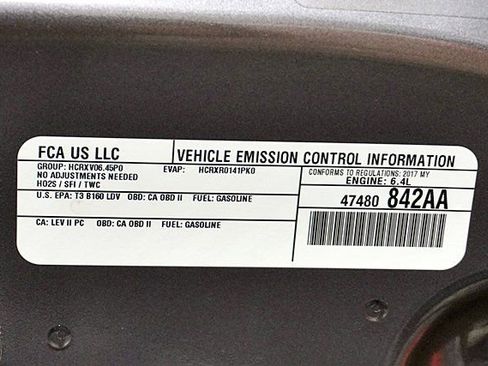 FCA US LLC
VEHICLE EMISSION CONTROL INFORMATION
GROUP: HCRXV06.45P0 EVAP: HCRXR0141PK0
NO ADJUSTMENTS NEEDED
HO2S / SFI / TWC
CONFORMS TO REGULATIONS: 2017 MY
ENGINE: 6.4L
U.S. EPA: T3 B160 LDV OBD: CA OBD II FUEL: GASOLINE
47480 842AA
CA: LEV II PC OBD: CA OBD II FUEL: GASOLINE